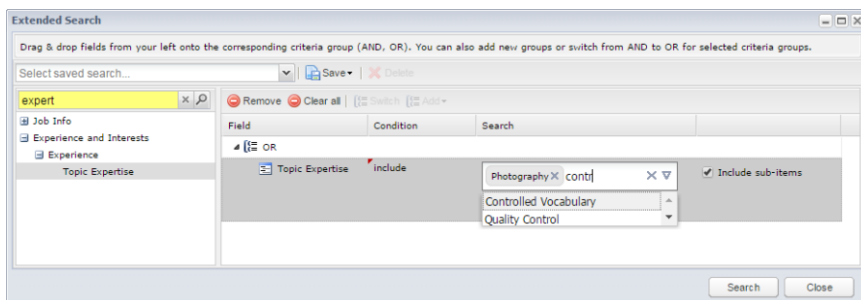 Extended Search
Drag & drop fields from your left onto the corresponding criteria group (AND, OR). You can also add new groups or switch from AND to OR for selected criteria groups.
Select saved search... Save Delete
expert Remove Clear all Switch Add
Job Info Field Condition Search
Experience and Interests OR
Experience
Topic Expertise Topic Expertise include Photography contr Include sub-items
Controlled Vocabulary
Quality Control
Search Close